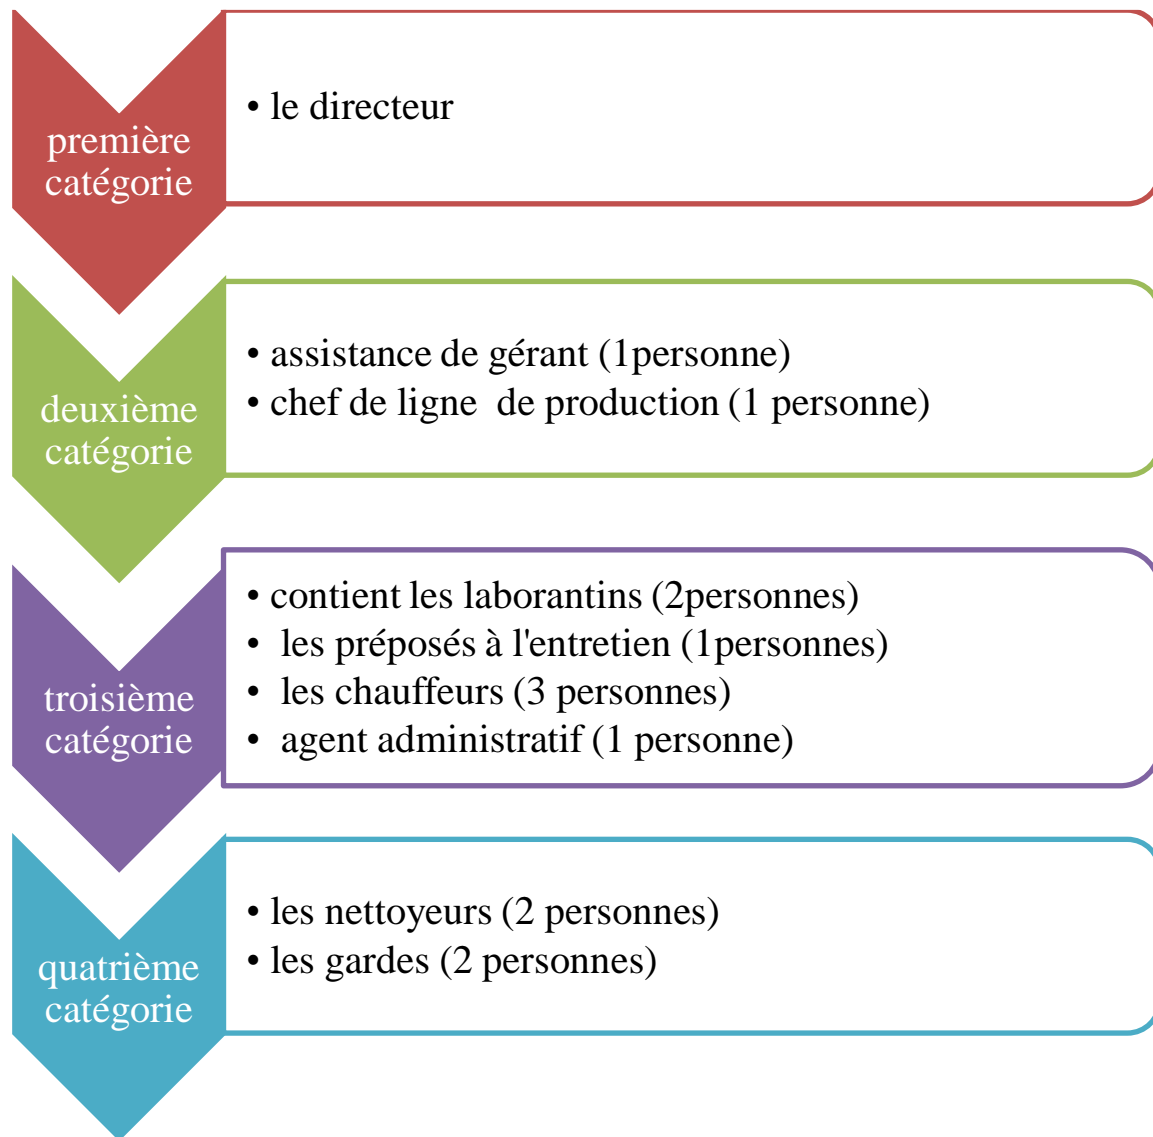 première
catégorie
• le directeur
deuxième
catégorie
• assistance de gérant (1personne)
• chef de ligne  de production (1 personne)
troisième
catégorie
• contient les laborantins (2personnes)
•  les préposés à l'entretien (1personnes)
•  les chauffeurs (3 personnes)
•  agent administratif (1 personne)
quatrième
catégorie
• les nettoyeurs (2 personnes)
• les gardes (2 personnes)